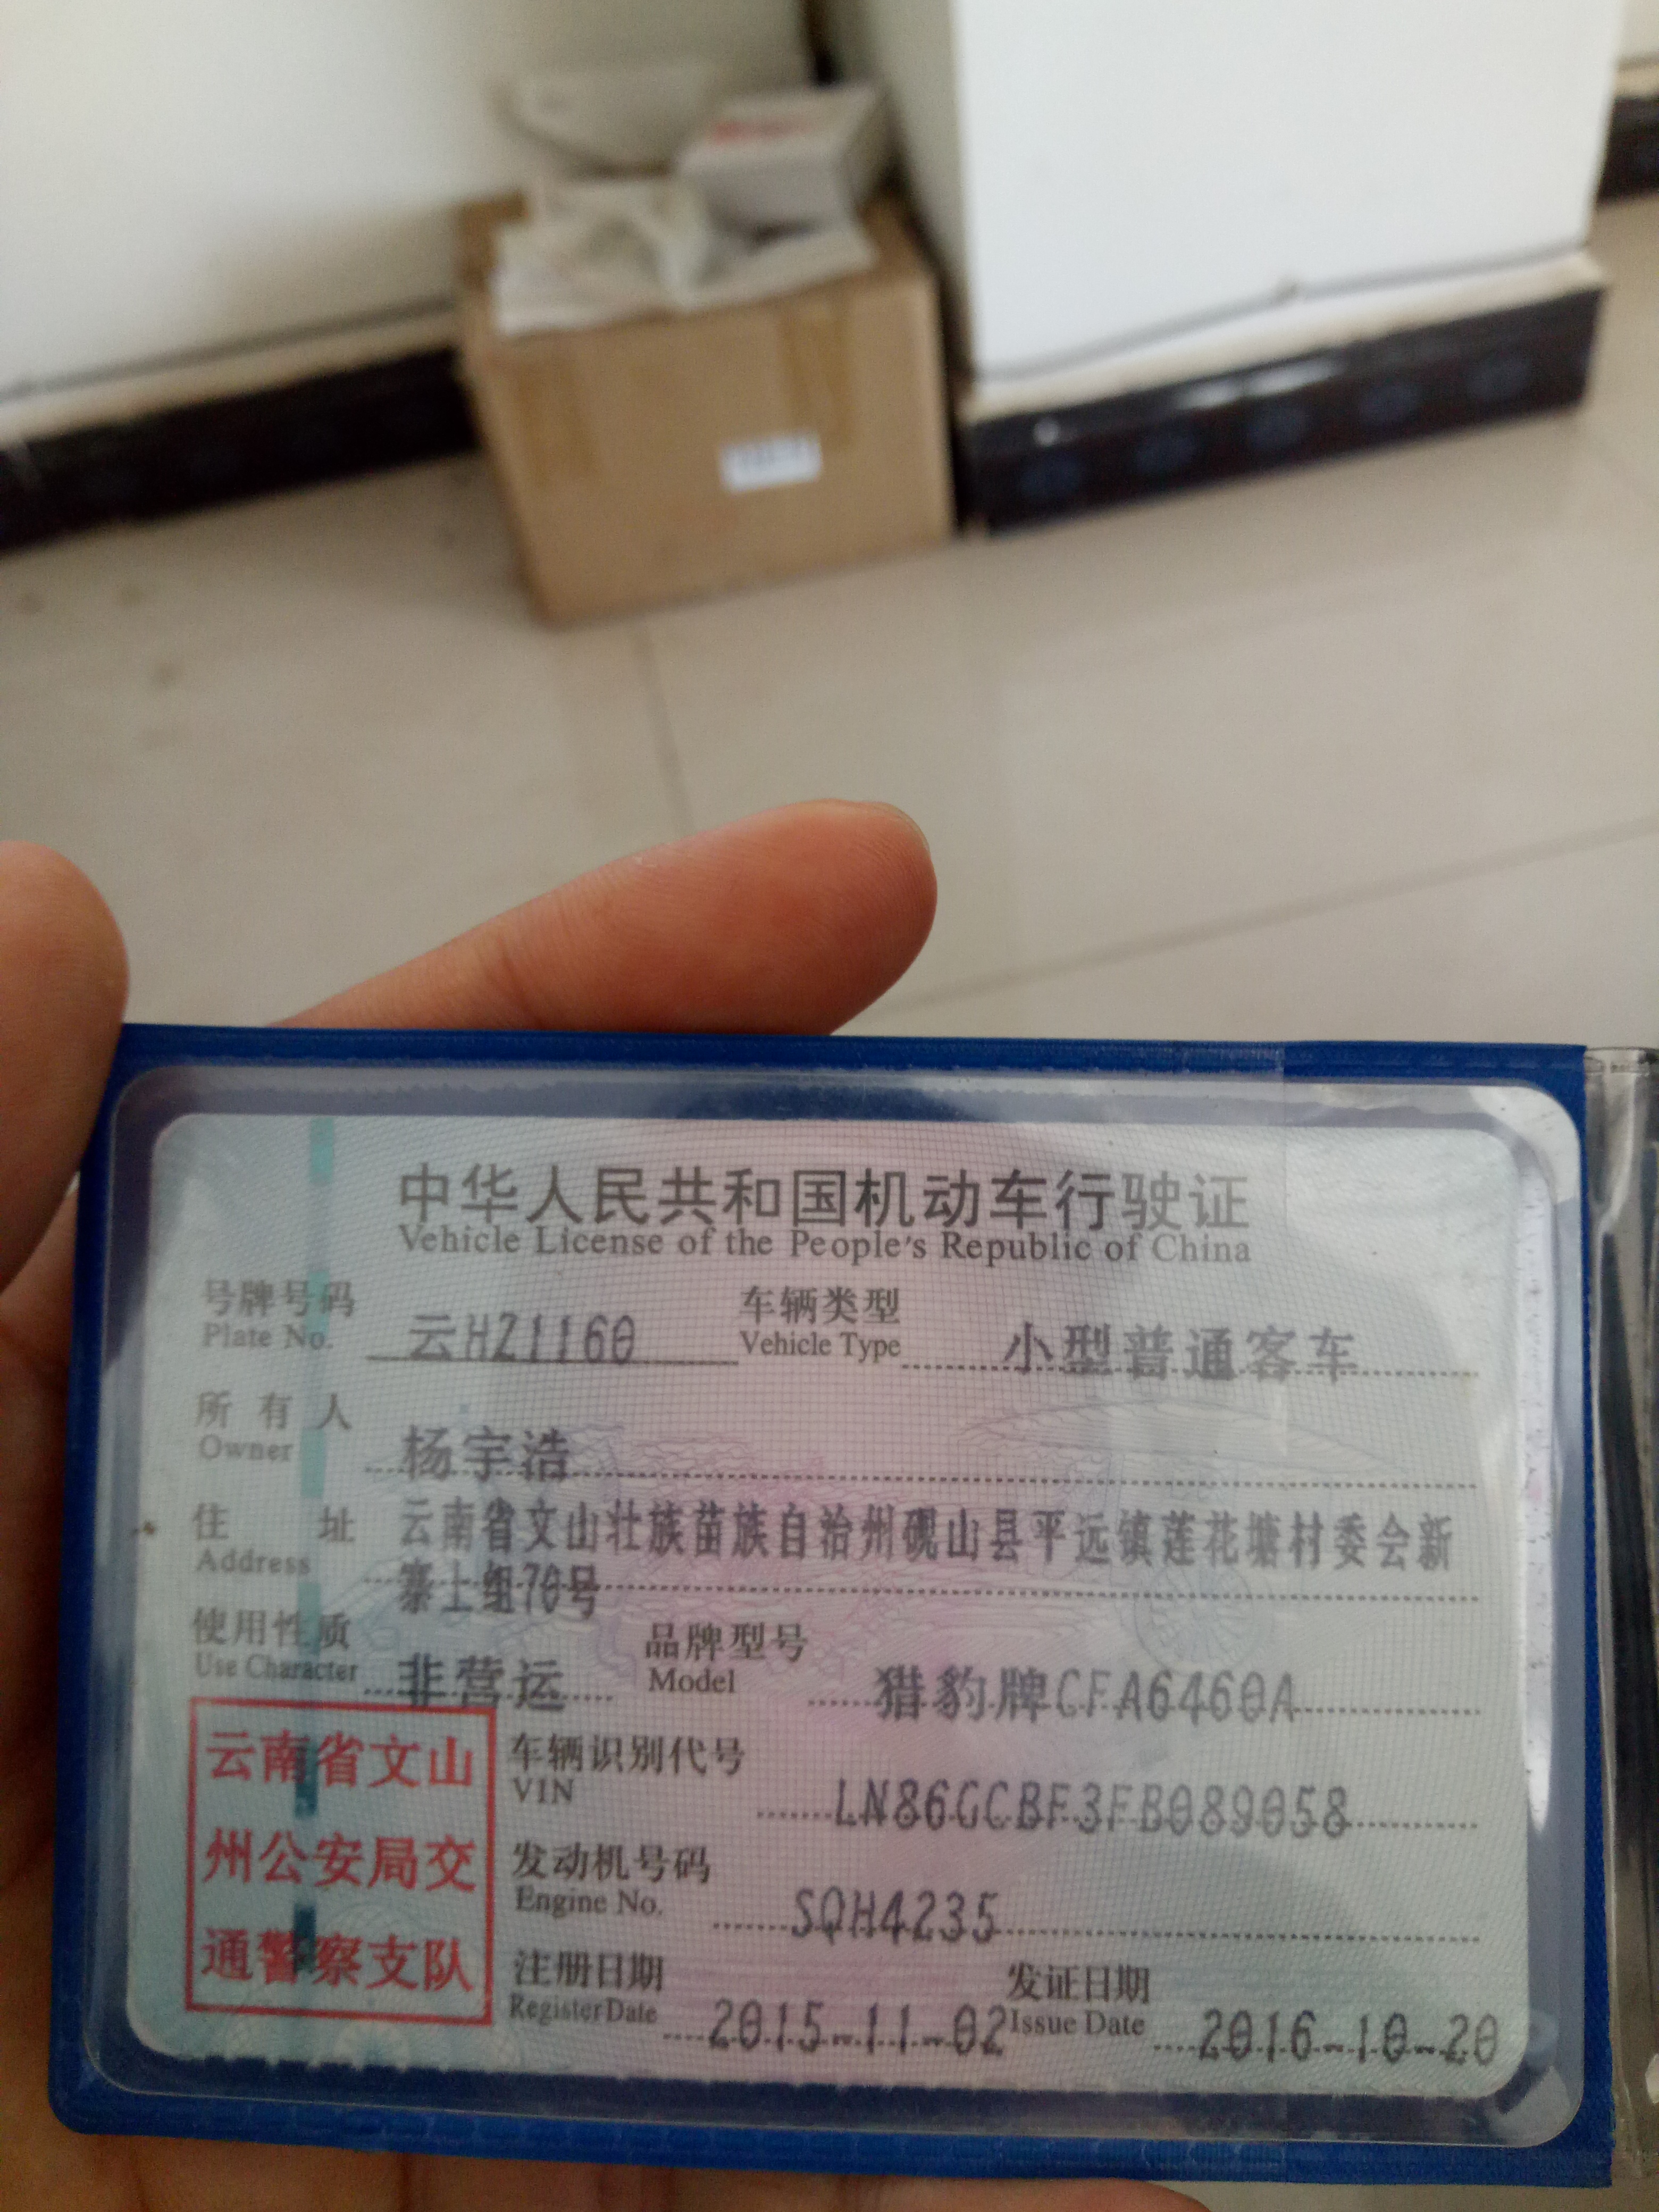 中华人民共和国机动车行驶证
Vehicle License of the People's Republic of China
号牌号码 云HZ1160 车辆类型 小型普通客车
Plate No. Vehicle Type
所有人 杨宇浩
Owner
住址 云南省文山壮族苗族自治州砚山县平远镇莲花塘村委会新
Address 寨上组70号
使用性质 非营运 品牌型号 猎豹牌CFA6460A
Use Character Model
云南省文山
州公安局交
通警察支队
车辆识别代号 LN86GCBF3FB089058
VIN
发动机号码 SQH4235
Engine No.
注册日期 2015-11-02 发证日期 2016-10-20
Register Date Issue Date